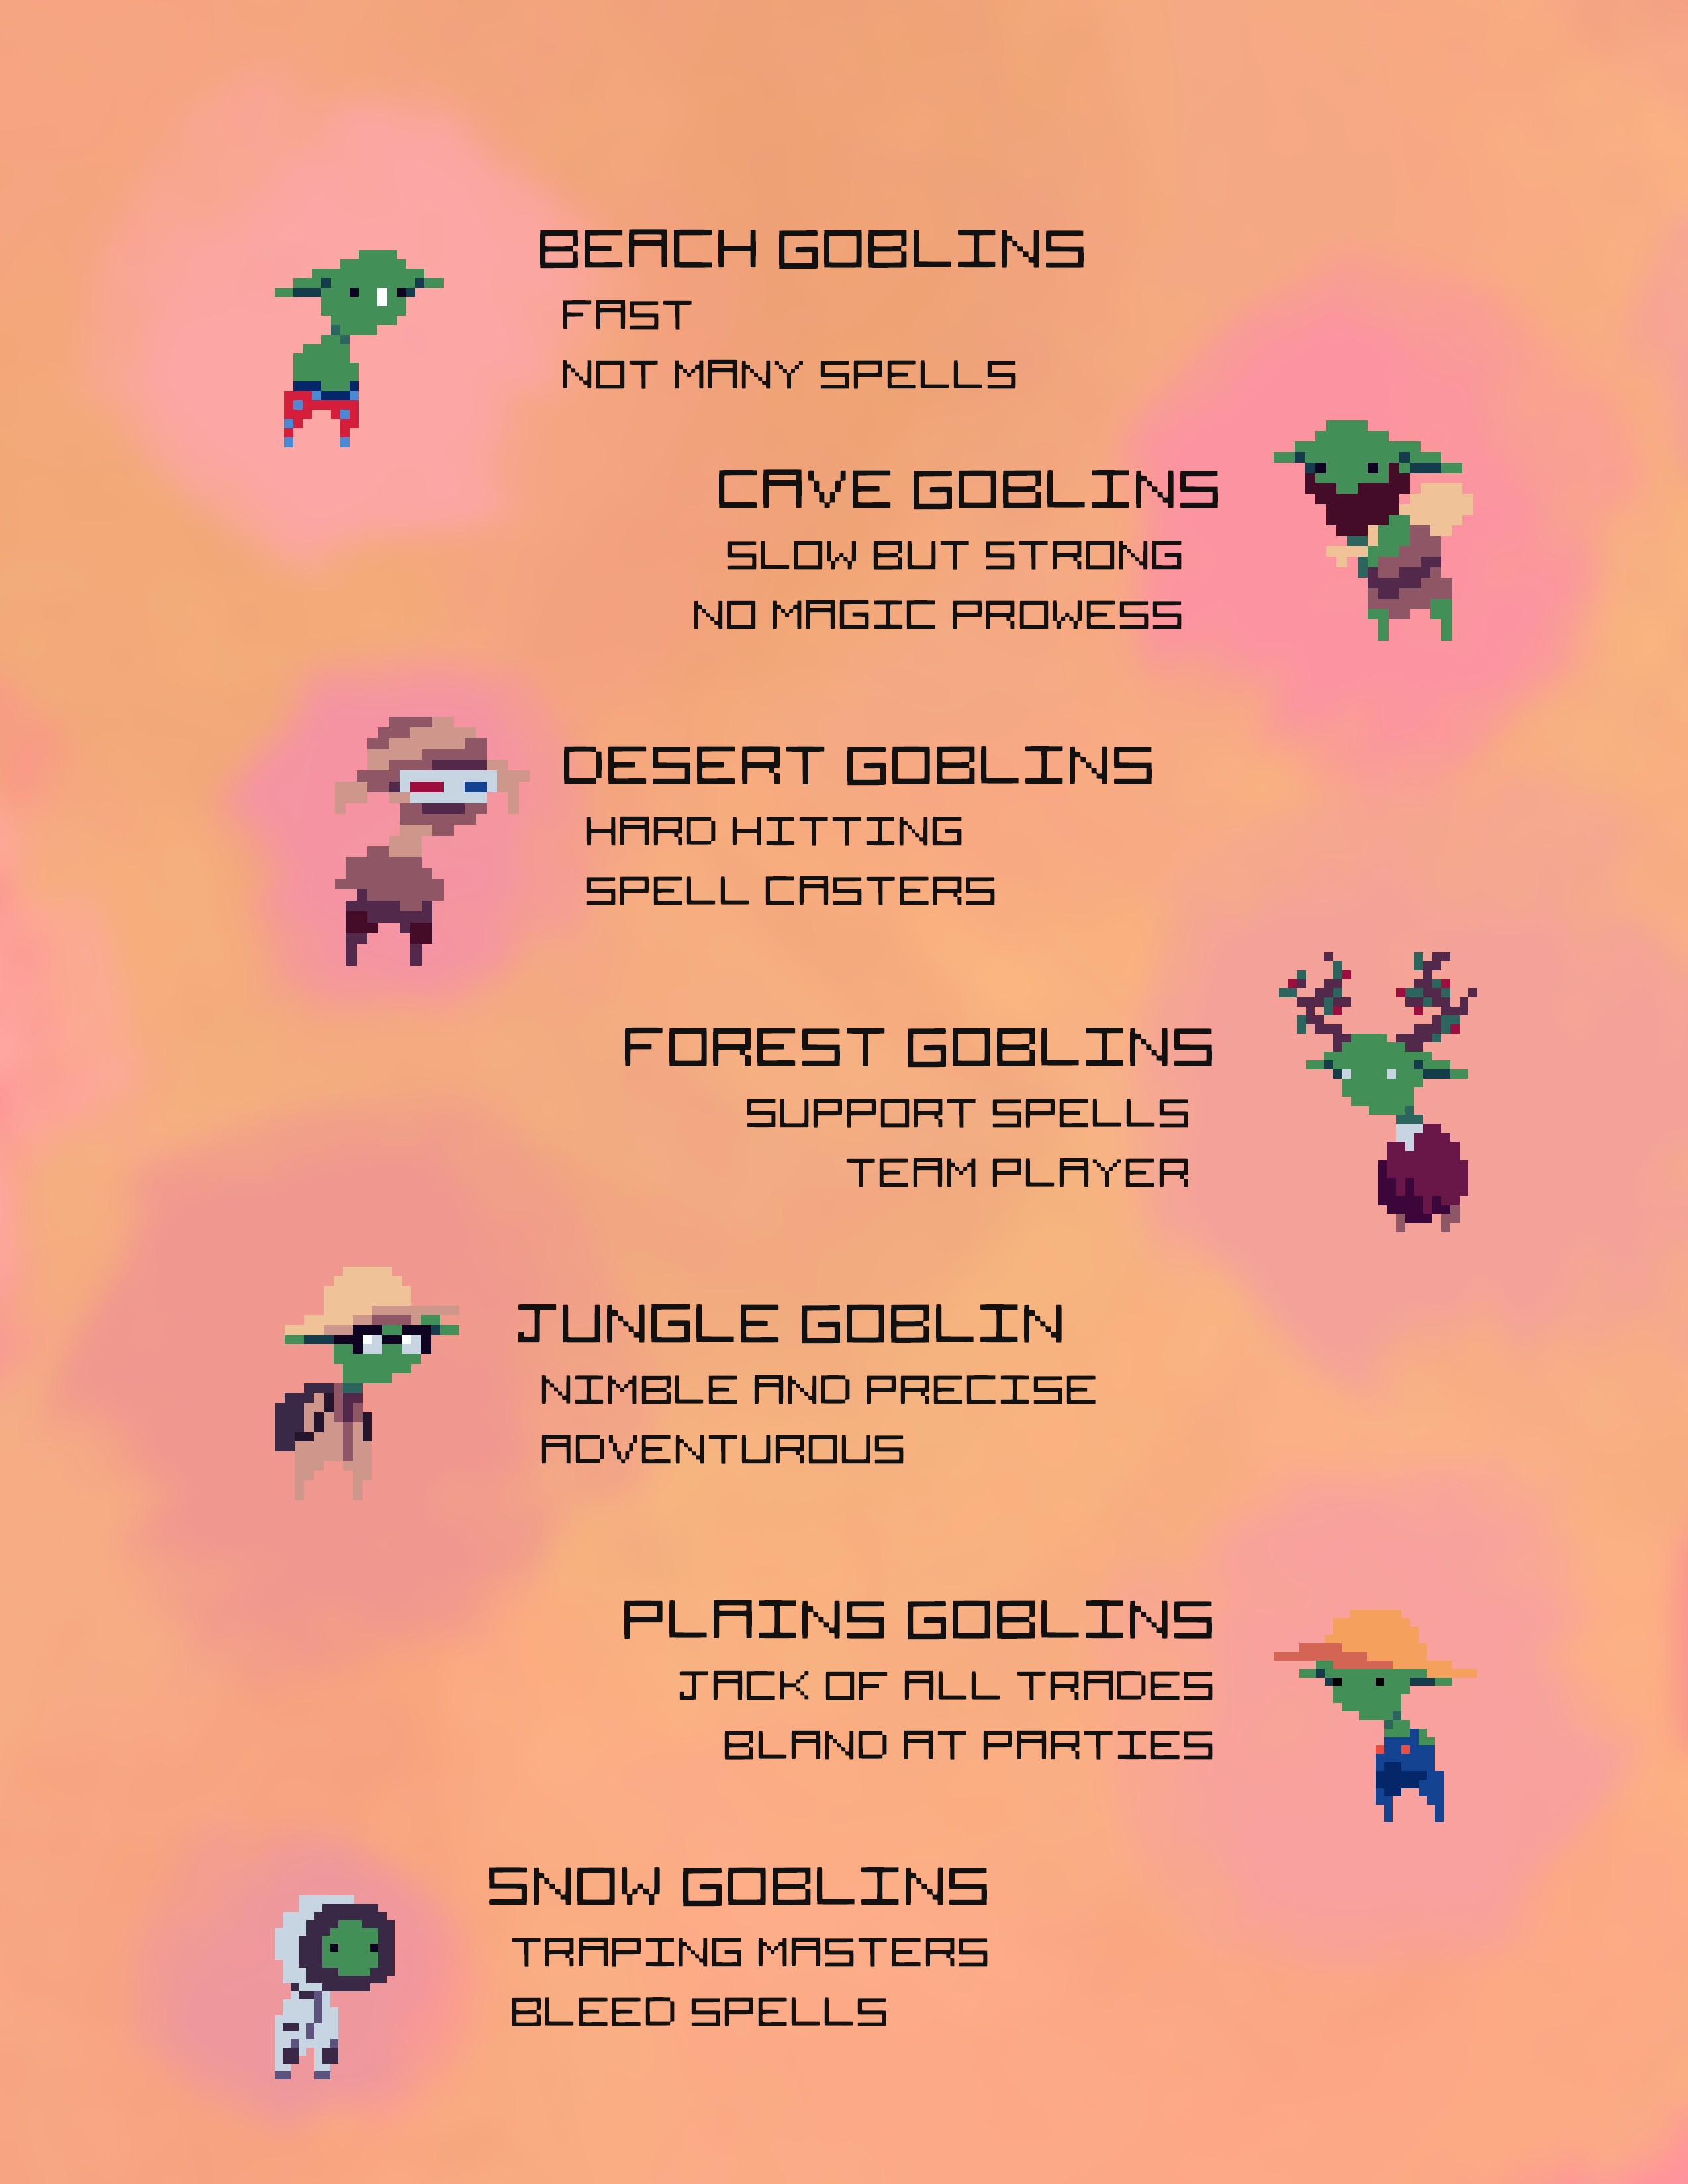 BEACH GOBLINS
FAST
NOT MANY SPELLS
CAVE GOBLINS
SLOW BUT STRONG
NO MAGIC PROWESS
DESERT GOBLINS
HARD HITTING
SPELL CASTERS
FOREST GOBLINS
SUPPORT SPELLS
TEAM PLAYER
JUNGLE GOBLIN
NIMBLE AND PRECISE
ADVENTUROUS
PLAINS GOBLINS
JACK OF ALL TRADES
BLAND AT PARTIES
SNOW GOBLINS
TRAPING MASTERS
BLEED SPELLS